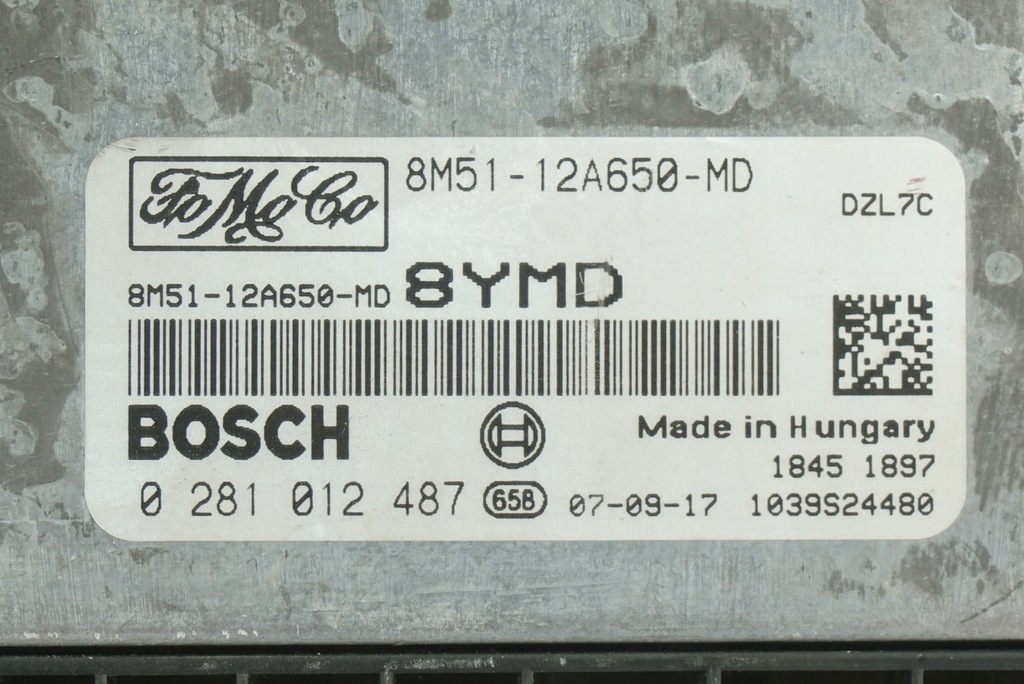 FoMoCo 8M51-12A650-MD
DZL7C
8M51-12A650-MD 8YMD
BOSCH
Made in Hungary
1845 1897
0 281 012 487 658 07-09-17 1039S24480